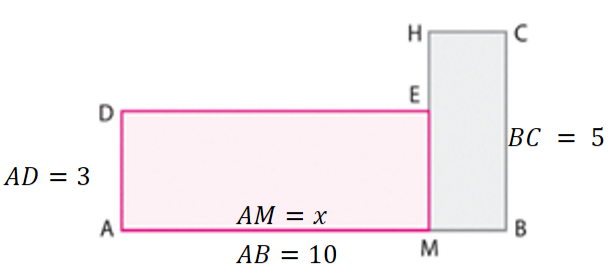 H C
E
D
BC = 5
AD = 3
AM = x
A B
M
AB = 10